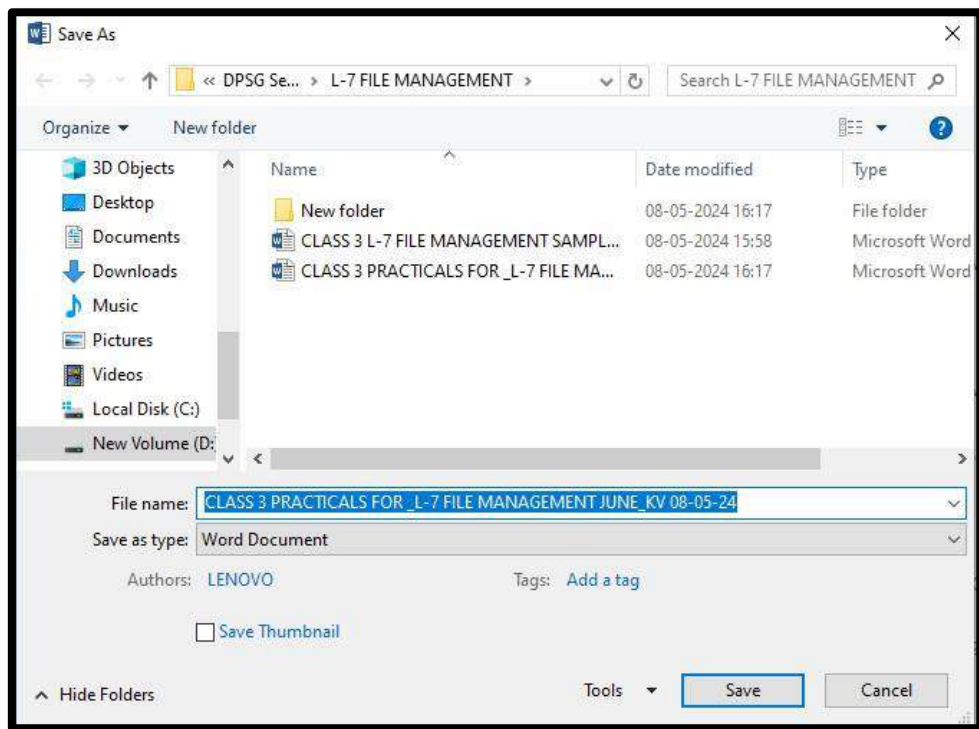 Save As
« DPSG Se... › L-7 FILE MANAGEMENT › Search L-7 FILE MANAGEMENT
Organize New folder
3D Objects Name Date modified Type
Desktop New folder 08-05-2024 16:17 File folder
Documents CLASS 3 L-7 FILE MANAGEMENT SAMPL... 08-05-2024 15:58 Microsoft Word
Downloads CLASS 3 PRACTICALS FOR _L-7 FILE MA... 08-05-2024 16:17 Microsoft Word
Music
Pictures
Videos
Local Disk (C:)
New Volume (D:
File name: CLASS 3 PRACTICALS FOR _L-7 FILE MANAGEMENT JUNE_KV 08-05-24
Save as type: Word Document
Authors: LENOVO Tags: Add a tag
Save Thumbnail
Hide Folders Tools Save Cancel